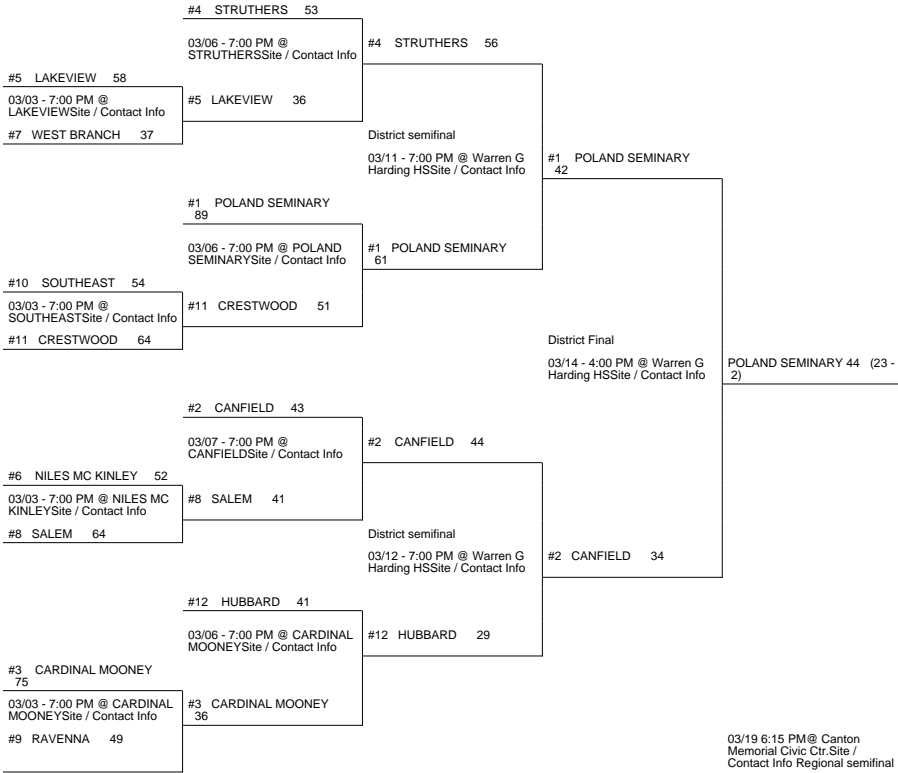 #4 STRUTHERS 53
03/06 - 7:00 PM @
STRUTHERSSite / Contact Info
#4 STRUTHERS 56
#5 LAKEVIEW 58
03/03 - 7:00 PM @
LAKEVIEWSite / Contact Info
#5 LAKEVIEW 36
#7 WEST BRANCH 37
District semifinal
03/11 - 7:00 PM @ Warren G
Harding HSSite / Contact Info
#1 POLAND SEMINARY
42
#1 POLAND SEMINARY
89
03/06 - 7:00 PM @ POLAND
SEMINARYSite / Contact Info
#1 POLAND SEMINARY
61
#10 SOUTHEAST 54
03/03 - 7:00 PM @
SOUTHEASTSite / Contact Info
#11 CRESTWOOD 51
#11 CRESTWOOD 64
District Final
03/14 - 4:00 PM @ Warren G
Harding HSSite / Contact Info
POLAND SEMINARY 44 (23 -
2)
#2 CANFIELD 43
03/07 - 7:00 PM @
CANFIELDSite / Contact Info
#2 CANFIELD 44
#6 NILES MC KINLEY 52
03/03 - 7:00 PM @ NILES MC
KINLEYSite / Contact Info
#8 SALEM 41
#8 SALEM 64
District semifinal
03/12 - 7:00 PM @ Warren G
Harding HSSite / Contact Info
#2 CANFIELD 34
#12 HUBBARD 41
03/06 - 7:00 PM @ CARDINAL
MOONEYSite / Contact Info
#12 HUBBARD 29
#3 CARDINAL MOONEY
75
03/03 - 7:00 PM @ CARDINAL
MOONEYSite / Contact Info
#3 CARDINAL MOONEY
36
#9 RAVENNA 49
03/19 6:15 PM@ Canton
Memorial Civic Ctr.Site /
Contact Info Regional semifinal